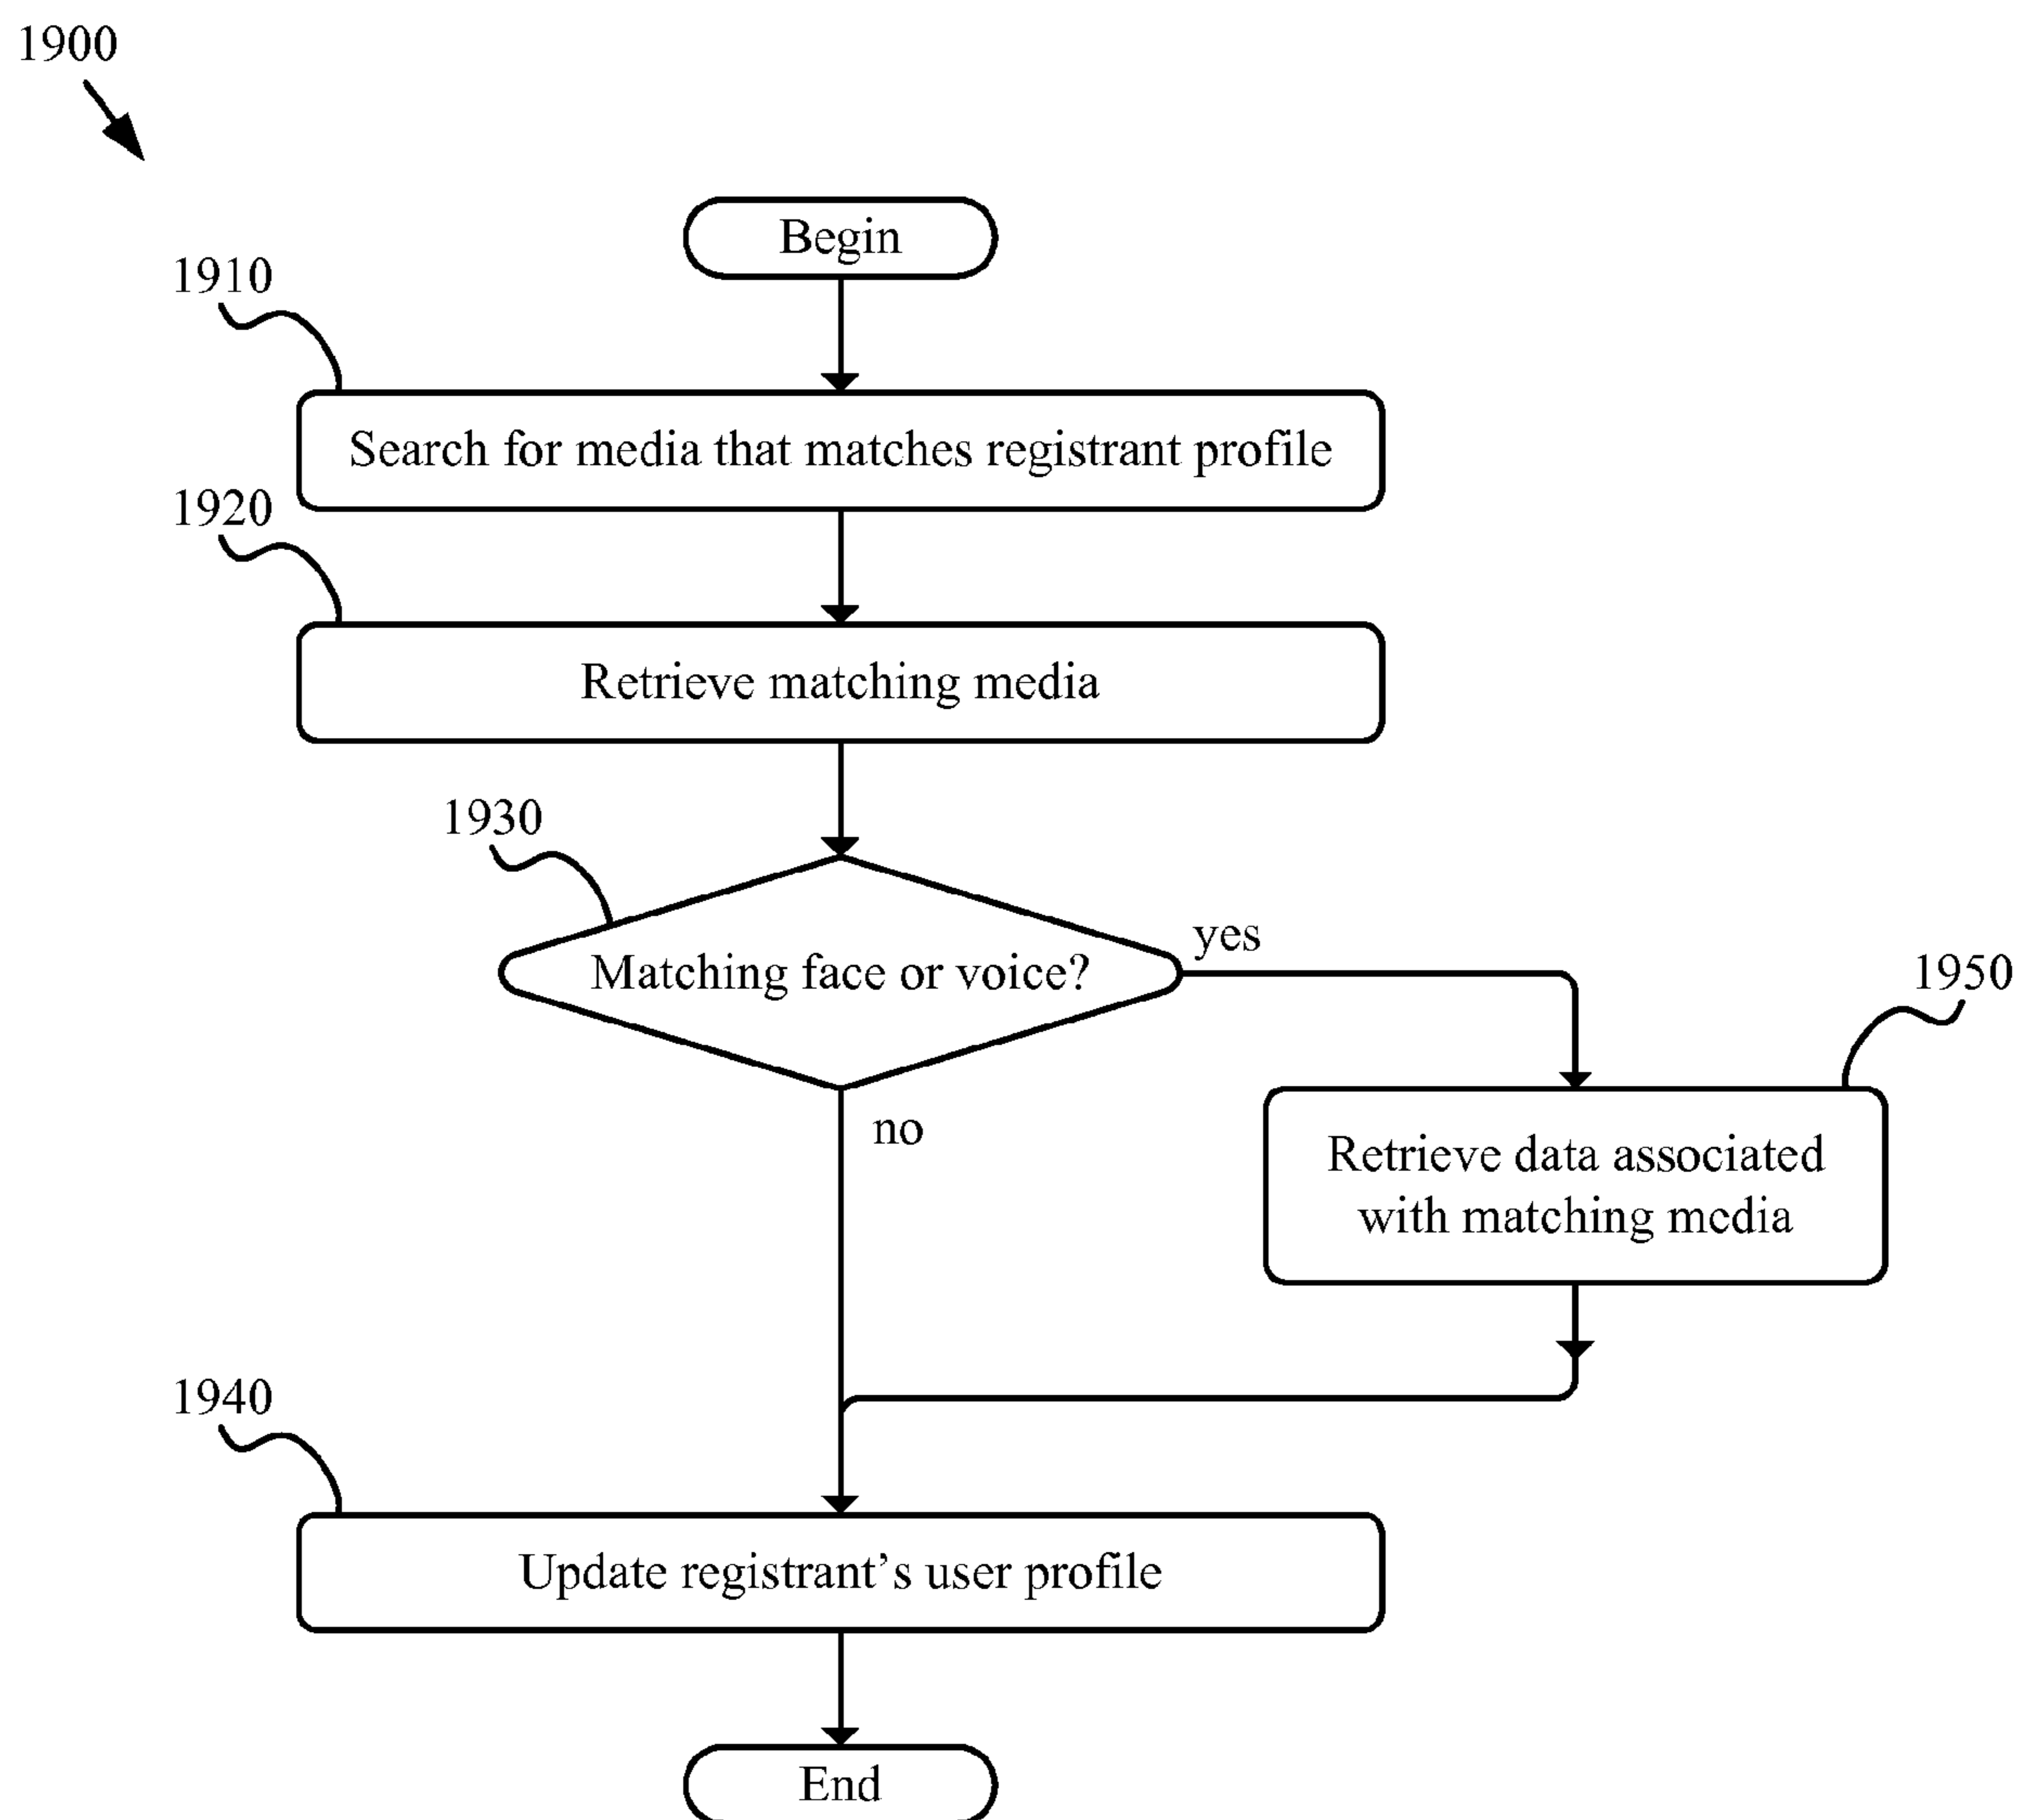 1900
Begin
1910
Search for media that matches registrant profile
1920
Retrieve matching media
1930
Matching face or voice?
yes
1950
no
Retrieve data associated
with matching media
1940
Update registrant's user profile
End